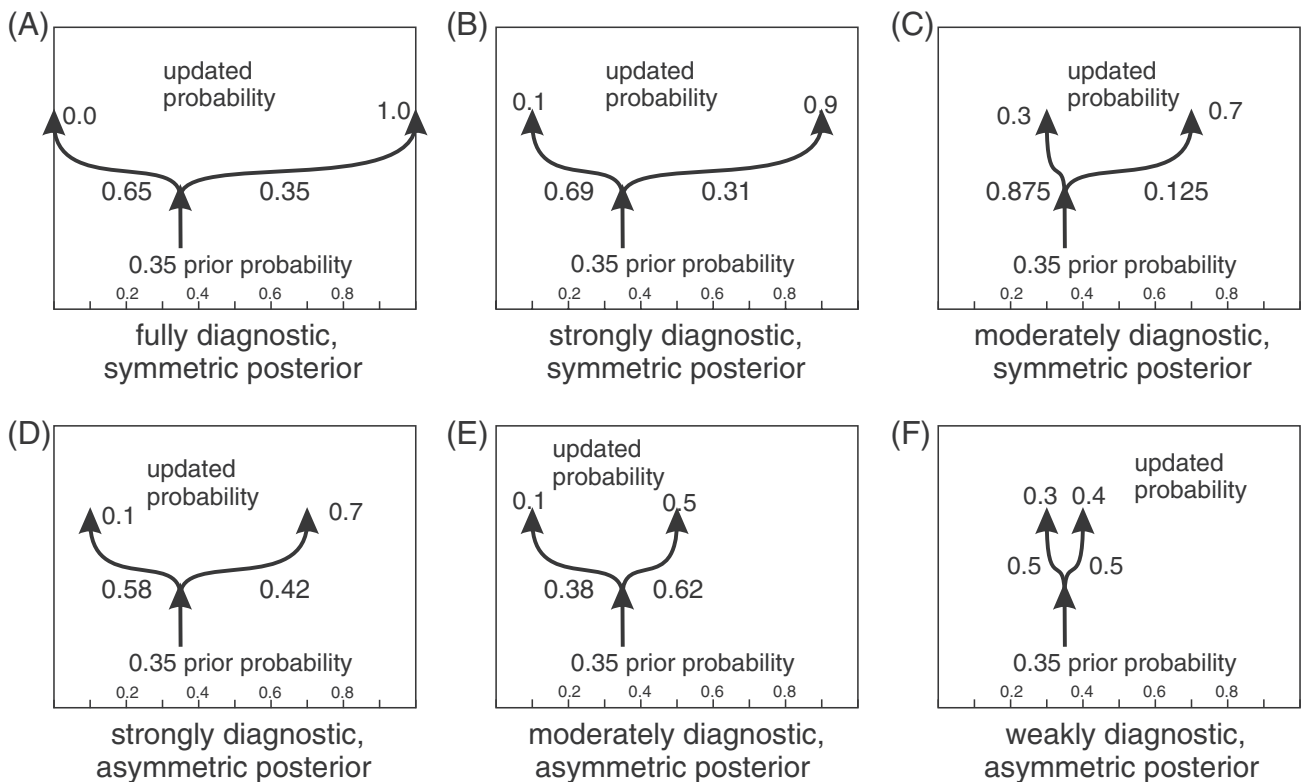 (A)
updated
probability
0.0
1.0
0.65
0.35
0.35 prior probability
0.2 0.4 0.6 0.8
fully diagnostic,
symmetric posterior
(B)
updated
probability
0.1
0.9
0.69
0.31
0.35 prior probability
0.2 0.4 0.6 0.8
strongly diagnostic,
symmetric posterior
(C)
updated
probability
0.3
0.7
0.875
0.125
0.35 prior probability
0.2 0.4 0.6 0.8
moderately diagnostic,
symmetric posterior
(D)
updated
probability
0.1
0.7
0.58
0.42
0.35 prior probability
0.2 0.4 0.6 0.8
strongly diagnostic,
asymmetric posterior
(E)
updated
probability
0.1
0.5
0.38
0.62
0.35 prior probability
0.2 0.4 0.6 0.8
moderately diagnostic,
asymmetric posterior
(F)
updated
probability
0.3
0.4
0.5
0.5
0.35 prior probability
0.2 0.4 0.6 0.8
weakly diagnostic,
asymmetric posterior